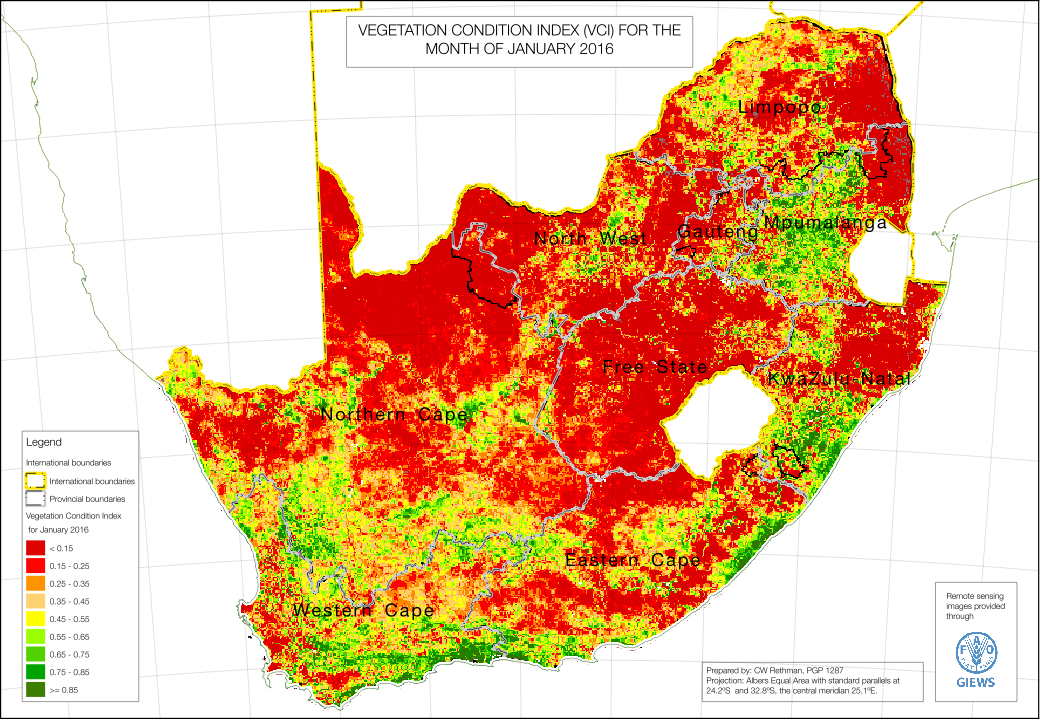 VEGETATION CONDITION INDEX (VCI) FOR THE
MONTH OF JANUARY 2016
Limpopo
Mpumalanga
Gauteng
North West
Free State
KwaZulu-Natal
Northern Cape
Eastern Cape
Western Cape
Legend
International boundaries
International boundaries
Provincial boundaries
Vegetation Condition Index
for January 2016
< 0.15
0.15 - 0.25
0.25 - 0.35
0.35 - 0.45
0.45 - 0.55
0.55 - 0.65
0.65 - 0.75
0.75 - 0.85
>= 0.85
Prepared by: CW Rethman, PGP 1287
Projection: Albers Equal Area with standard parallels at
24.2ºS and 32.8ºS, the central meridian 25.1ºE.
Remote sensing
images provided
through
F A O
FIAT PANIS
GIEWS